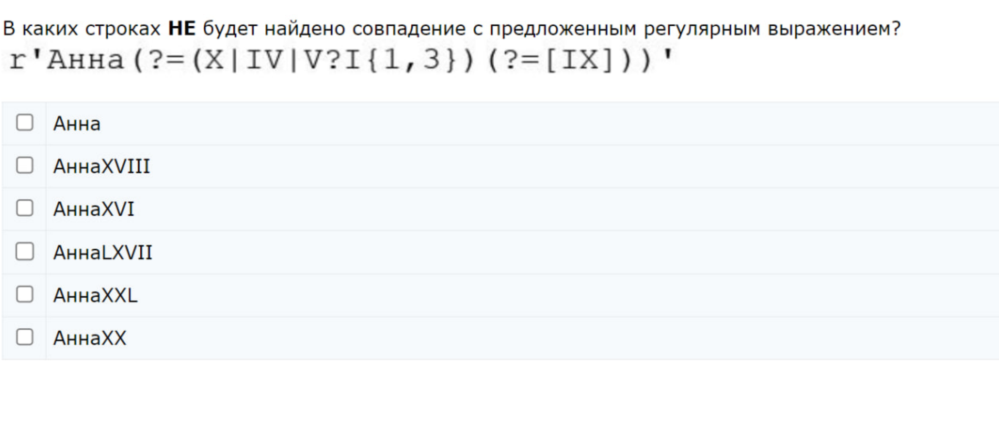 В каких строках НЕ будет найдено совпадение с предложенным регулярным выражением?
r'Анна(?=(X|IV|V?I{1,3})(?=[IX]))'
Анна
АннаXVIII
АннаXVI
АннаLXVII
АннаXXL
АннаXX